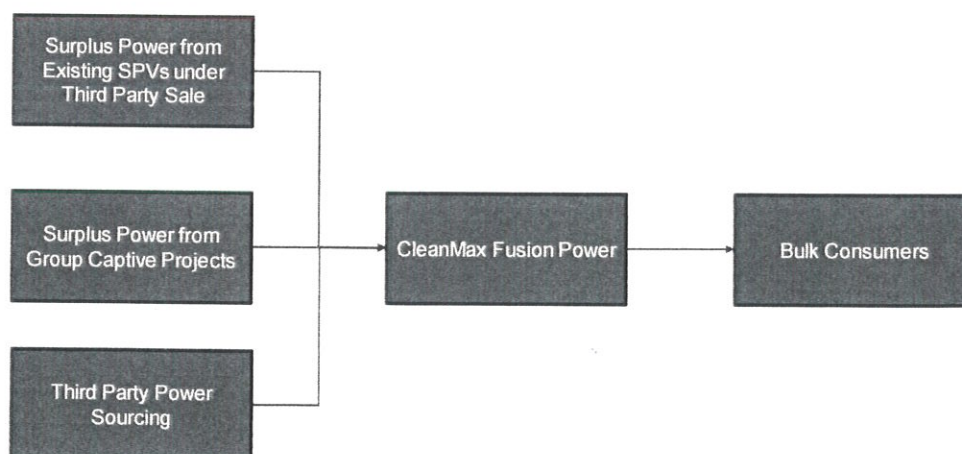 Surplus Power from
Existing SPVs under
Third Party Sale
Surplus Power from
Group Captive Projects
CleanMax Fusion Power
Bulk Consumers
Third Party Power
Sourcing